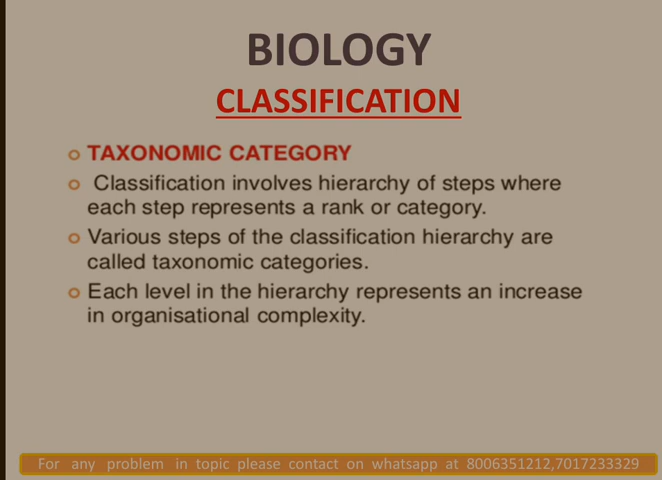 BIOLOGY
CLASSIFICATION
TAXONOMIC CATEGORY
Classification involves hierarchy of steps where
each step represents a rank or category.
Various steps of the classification hierarchy are
called taxonomic categories.
Each level in the hierarchy represents an increase
in organisational complexity.
For any problem in topic please contact on whatsapp at 8006351212,7017233329